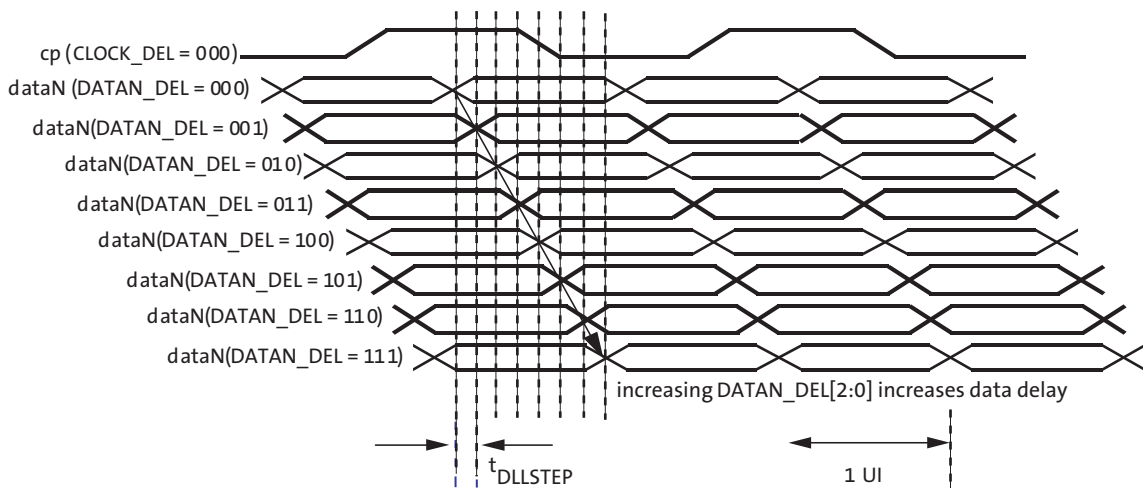 cp (CLOCK_DEL = 000)
dataN (DATAN_DEL = 000)
dataN(DATAN_DEL = 001)
dataN(DATAN_DEL = 010)
dataN(DATAN_DEL = 011)
dataN(DATAN_DEL = 100)
dataN(DATAN_DEL = 101)
dataN(DATAN_DEL = 110)
dataN(DATAN_DEL = 111)
increasing DATAN_DEL[2:0] increases data delay
tDLLSTEP
1 UI